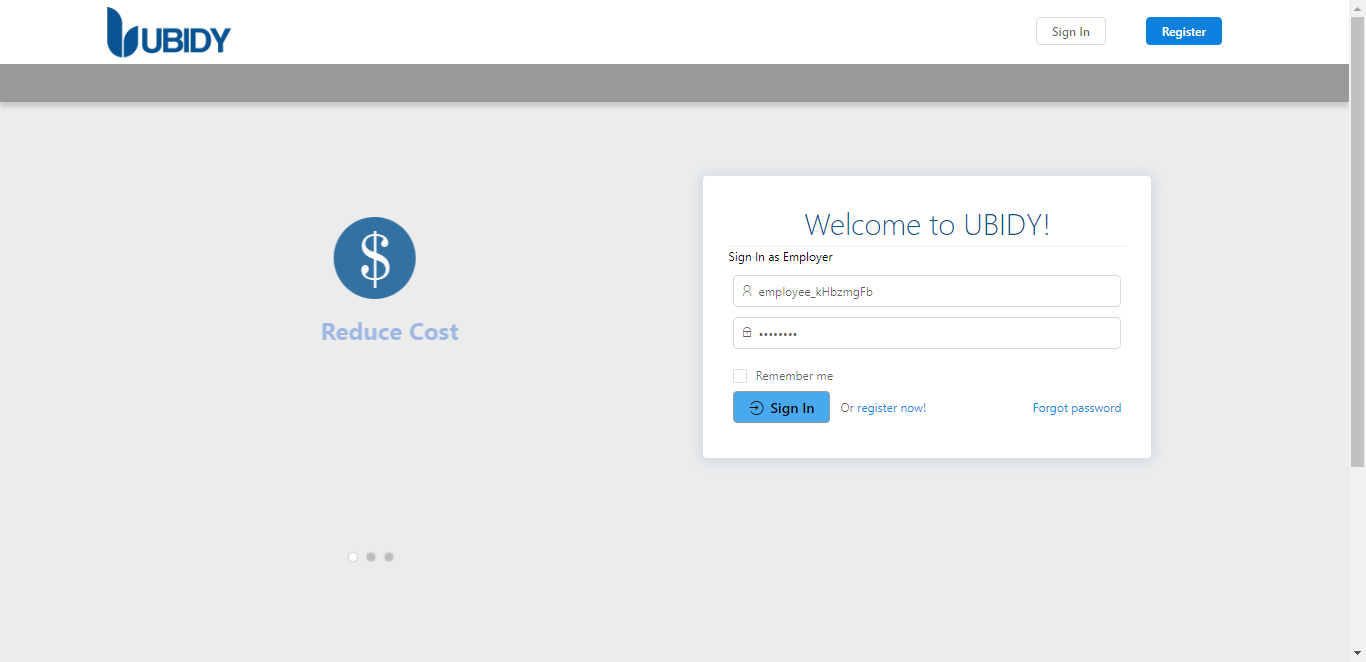 UBIDY
Sign In
Register
Reduce Cost
Welcome to UBIDY!
Sign In as Employer
employee_kHbzmgFb
••••••••
Remember me
Sign In
Or register now!
Forgot password